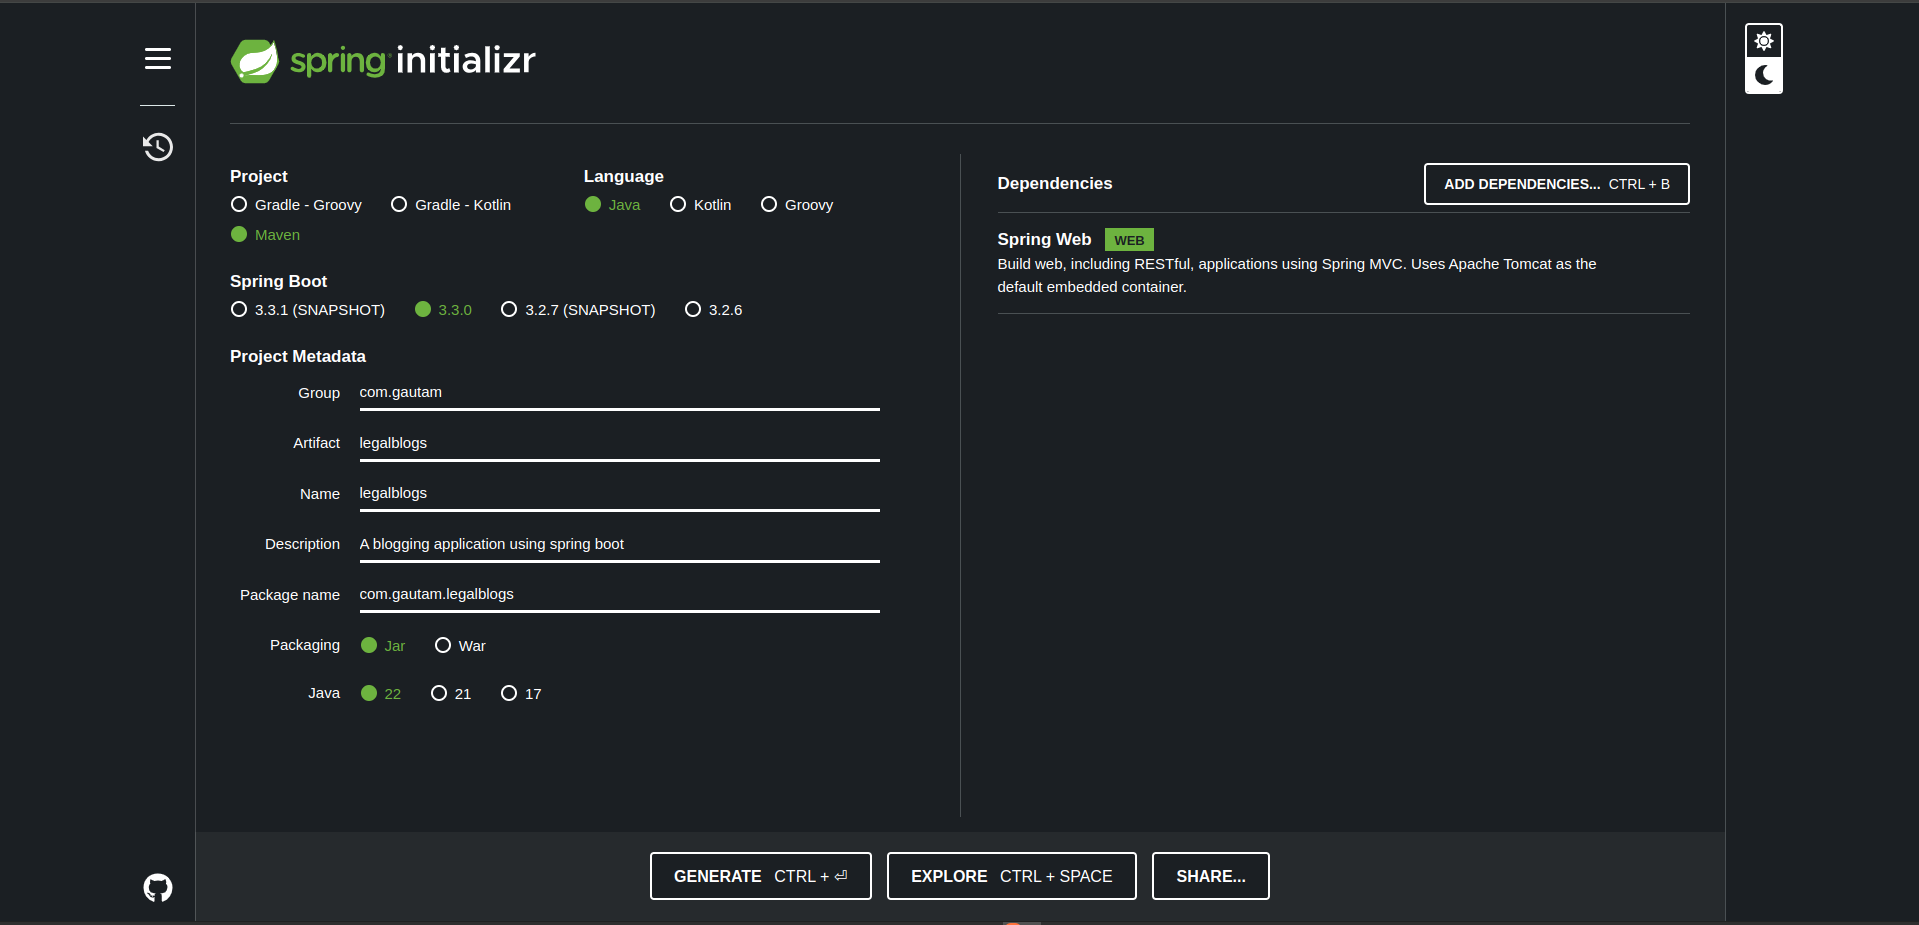 spring initializr
Project
Gradle - Groovy Gradle - Kotlin
Maven
Language
Java Kotlin Groovy
Spring Boot
3.3.1 (SNAPSHOT) 3.3.0 3.2.7 (SNAPSHOT) 3.2.6
Project Metadata
Group com.gautam
Artifact legalblogs
Name legalblogs
Description A blogging application using spring boot
Package name com.gautam.legalblogs
Packaging Jar War
Java 22 21 17
Dependencies ADD DEPENDENCIES... CTRL + B
Spring Web WEB
Build web, including RESTful, applications using Spring MVC. Uses Apache Tomcat as the
default embedded container.
GENERATE CTRL + ⏎ EXPLORE CTRL + SPACE SHARE...